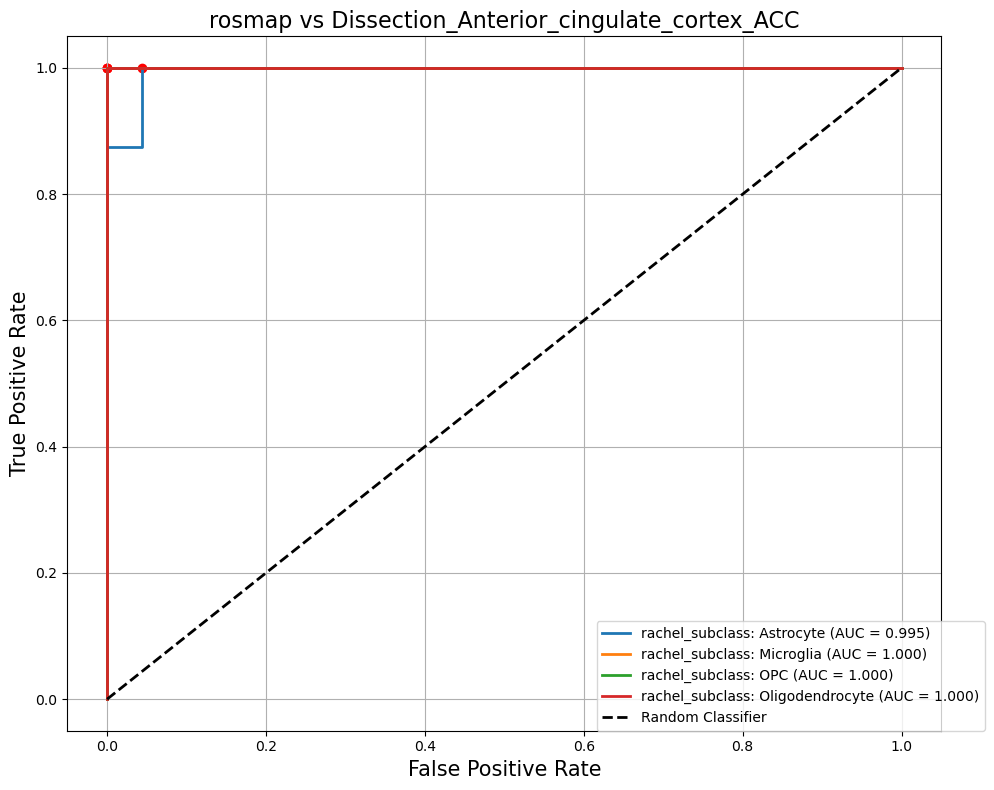 rosmap vs Dissection_Anterior_cingulate_cortex_ACC
True Positive Rate
1.0
0.8
0.6
0.4
0.2
0.0
0.0 0.2 0.4 0.6 0.8 1.0
False Positive Rate
rachel_subclass: Astrocyte (AUC = 0.995)
rachel_subclass: Microglia (AUC = 1.000)
rachel_subclass: OPC (AUC = 1.000)
rachel_subclass: Oligodendrocyte (AUC = 1.000)
Random Classifier